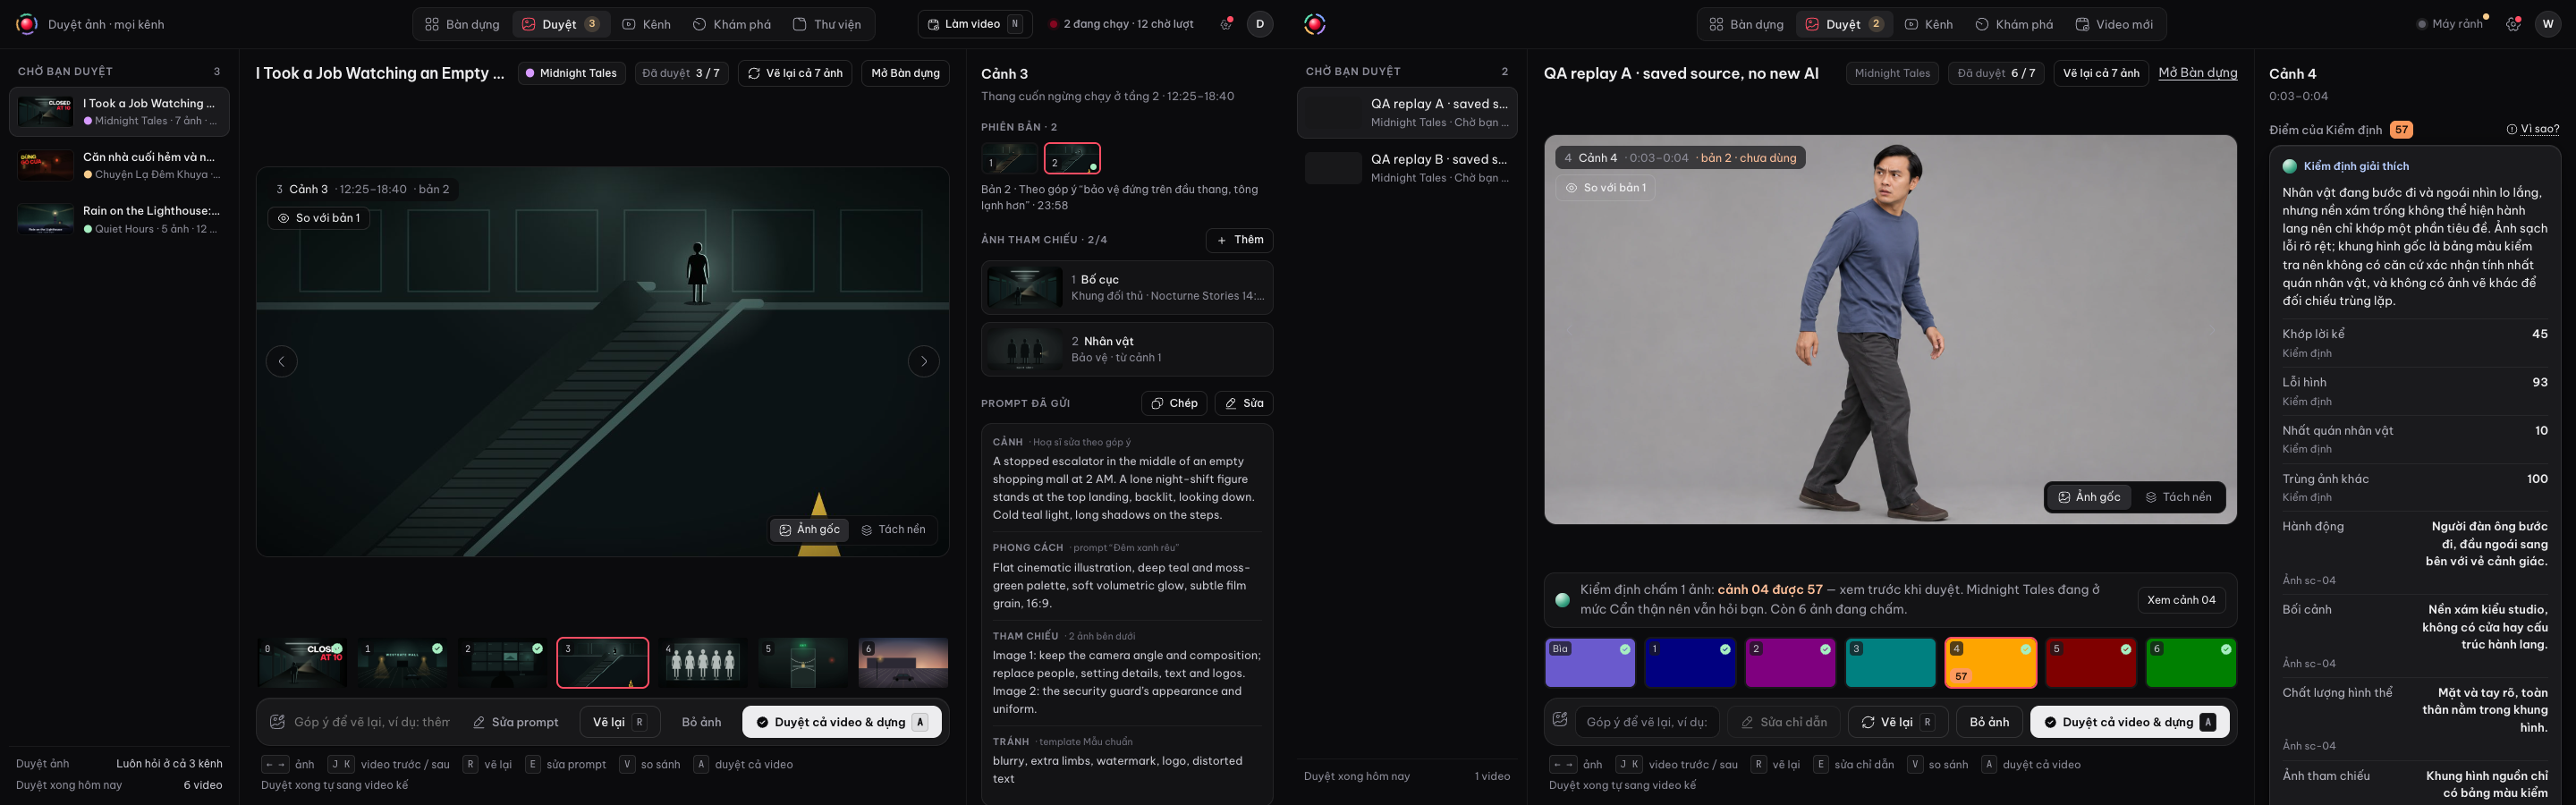 Duyệt ảnh · mọi kênh
Bàn dựng
Duyệt 3
Kênh
Khám phá
Thư viện
Làm video N
2 đang chạy · 12 chờ lượt
D
CHỜ BẠN DUYỆT 3
CLOSED AT 10
I Took a Job Watching ...
Midnight Tales · 7 ảnh · ...
Căn nhà cuối hẻm và n...
Chuyện Lạ Đêm Khuya ·...
Rain on the Lighthouse:...
Quiet Hours · 5 ảnh · 12 ...
Duyệt ảnh Luôn hỏi ở cả 3 kênh
Duyệt xong hôm nay 6 video
I Took a Job Watching an Empty ...
Midnight Tales
Đã duyệt 3 / 7
Vẽ lại cả 7 ảnh
Mở Bàn dựng
3 Cảnh 3 · 12:25–18:40 · bản 2
So với bản 1
Ảnh gốc
Tách nền
0
CLOSED AT 10
1
2
3
4
5
6
Góp ý để vẽ lại, ví dụ: thêm
Sửa prompt
Vẽ lại R
Bỏ ảnh
Duyệt cả video & dựng A
← → ảnh
J K video trước / sau
R vẽ lại
E sửa prompt
V so sánh
A duyệt cả video
Duyệt xong tự sang video kế
Cảnh 3
Thang cuốn ngừng chạy ở tầng 2 · 12:25–18:40
PHIÊN BẢN · 2
1
2
Bản 2 · Theo góp ý “bảo vệ đứng trên đầu thang, tông
lạnh hơn” · 23:58
ẢNH THAM CHIẾU · 2/4
+ Thêm
1 Bố cục
Khung đối thủ · Nocturne Stories 14:...
2 Nhân vật
Bảo vệ · từ cảnh 1
PROMPT ĐÃ GỬI
Chép
Sửa
CẢNH · Hoạ sĩ sửa theo góp ý
A stopped escalator in the middle of an empty
shopping mall at 2 AM. A lone night-shift figure
stands at the top landing, backlit, looking down.
Cold teal light, long shadows on the steps.
PHONG CÁCH · prompt “Đêm xanh rêu”
Flat cinematic illustration, deep teal and moss-
green palette, soft volumetric glow, subtle film
grain, 16:9.
THAM CHIẾU · 2 ảnh bên dưới
Image 1: keep the camera angle and composition;
replace people, setting details, text and logos.
Image 2: the security guard’s appearance and
uniform.
TRÁNH · template Mẫu chuẩn
blurry, extra limbs, watermark, logo, distorted
text
Bàn dựng
Duyệt 2
Kênh
Khám phá
Video mới
Máy rảnh
W
CHỜ BẠN DUYỆT 2
QA replay A · saved s...
Midnight Tales · Chờ bạn ...
QA replay B · saved s...
Midnight Tales · Chờ bạn ...
Duyệt xong hôm nay 1 video
QA replay A · saved source, no new AI
Midnight Tales
Đã duyệt 6 / 7
Vẽ lại cả 7 ảnh
Mở Bàn dựng
4 Cảnh 4 · 0:03–0:04 · bản 2 · chưa dùng
So với bản 1
Ảnh gốc
Tách nền
Kiểm định chấm 1 ảnh: cảnh 04 được 57 — xem trước khi duyệt. Midnight Tales đang ở
mức Cẩn thận nên vẫn hỏi bạn. Còn 6 ảnh đang chấm.
Xem cảnh 04
Bìa
1
2
3
4
57
5
6
Góp ý để vẽ lại, ví dụ:
Sửa chỉ dẫn
Vẽ lại R
Bỏ ảnh
Duyệt cả video & dựng A
← → ảnh
J K video trước / sau
R vẽ lại
E sửa chỉ dẫn
V so sánh
A duyệt cả video
Duyệt xong tự sang video kế
Cảnh 4
0:03–0:04
Điểm của Kiểm định 57
Vì sao?
Kiểm định giải thích
Nhân vật đang bước đi và ngoái nhìn lo lắng,
nhưng nền xám trống không thể hiện hành
lang nên chỉ khớp một phần tiêu đề. Ảnh sạch
lỗi rõ rệt; khung hình gốc là bảng màu kiểm
tra nên không có căn cứ xác nhận tính nhất
quán nhân vật, và không có ảnh vẽ khác để
đối chiếu trùng lặp.
Khớp lời kể 45
Kiểm định
Lỗi hình 93
Kiểm định
Nhất quán nhân vật 10
Kiểm định
Trùng ảnh khác 100
Kiểm định
Hành động Người đàn ông bước
đi, đầu ngoái sang
bên với vẻ cảnh giác.
Ảnh sc-04
Bối cảnh Nền xám kiểu studio,
không có cửa hay cấu
trúc hành lang.
Ảnh sc-04
Chất lượng hình thể Mặt và tay rõ, toàn
thân nằm trong khung
hình.
Ảnh sc-04
Ảnh tham chiếu Khung hình nguồn chỉ
có bảng màu kiểm